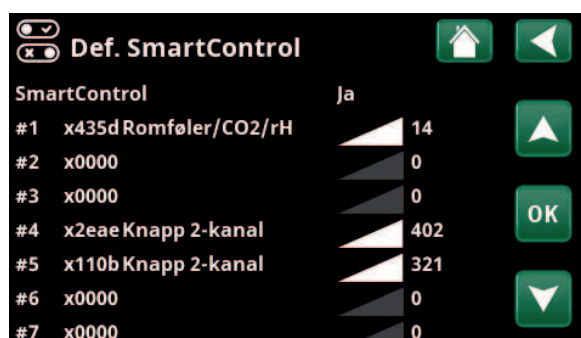 Def. SmartControl
SmartControl Ja
#1 x435d Romføler/CO2/rH 14
#2 x0000 0
#3 x0000 0
OK
#4 x2eae Knapp 2-kanal 402
#5 x110b Knapp 2-kanal 321
#6 x0000 0
#7 x0000 0